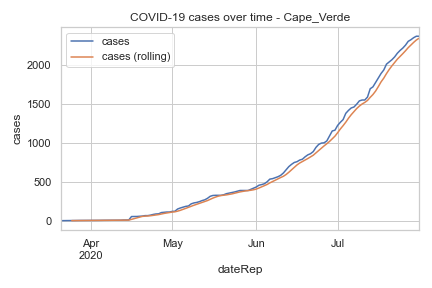 COVID-19 cases over time - Cape_Verde
cases
cases (rolling)
cases
2000
1500
1000
500
0
Apr
2020
May
Jun
Jul
dateRep